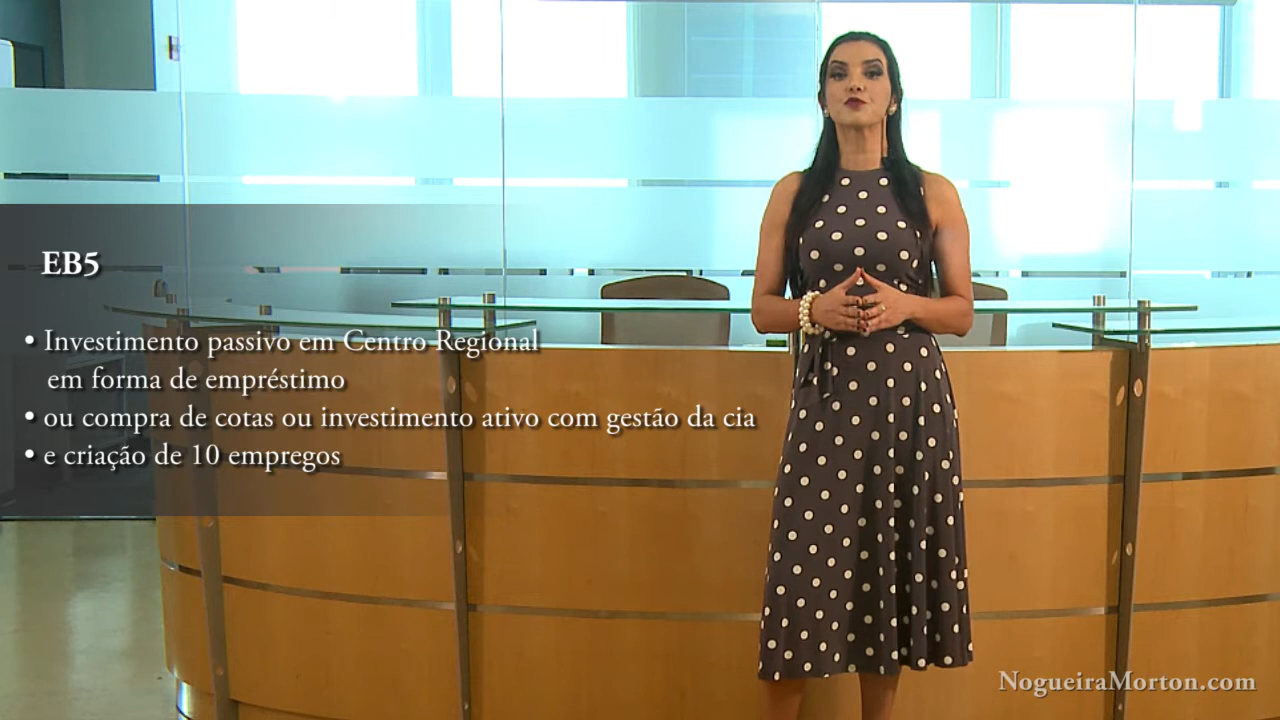 EB5
• Investimento passivo em Centro Regional
em forma de empréstimo
• ou compra de cotas ou investimento ativo com gestão da cia
• e criação de 10 empregos
NogueiraMorton.com